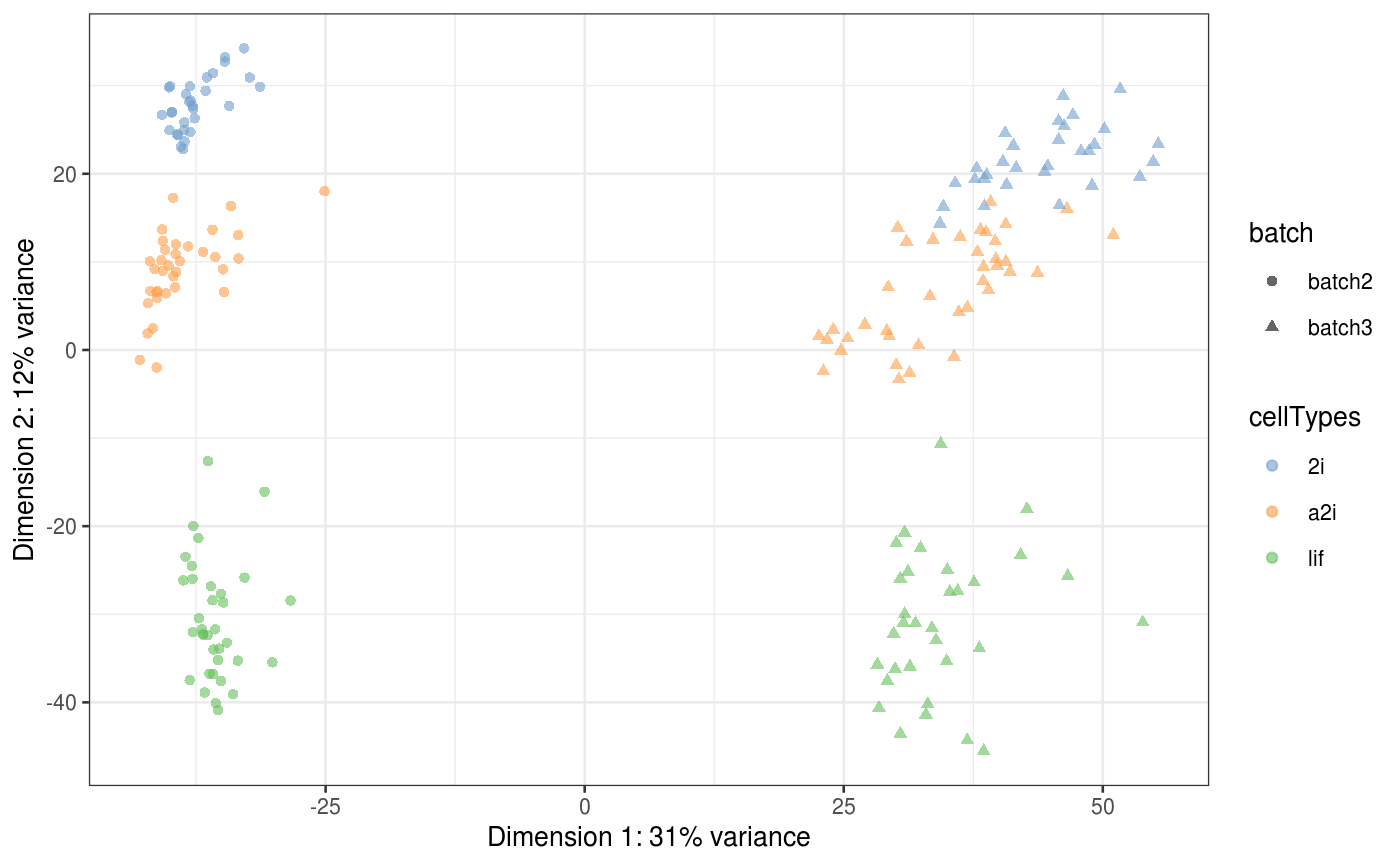 20
0
-20
-40
-25
0
25
50
Dimension 1: 31% variance
Dimension 2: 12% variance
batch
batch2
batch3
cellTypes
2i
a2i
lif